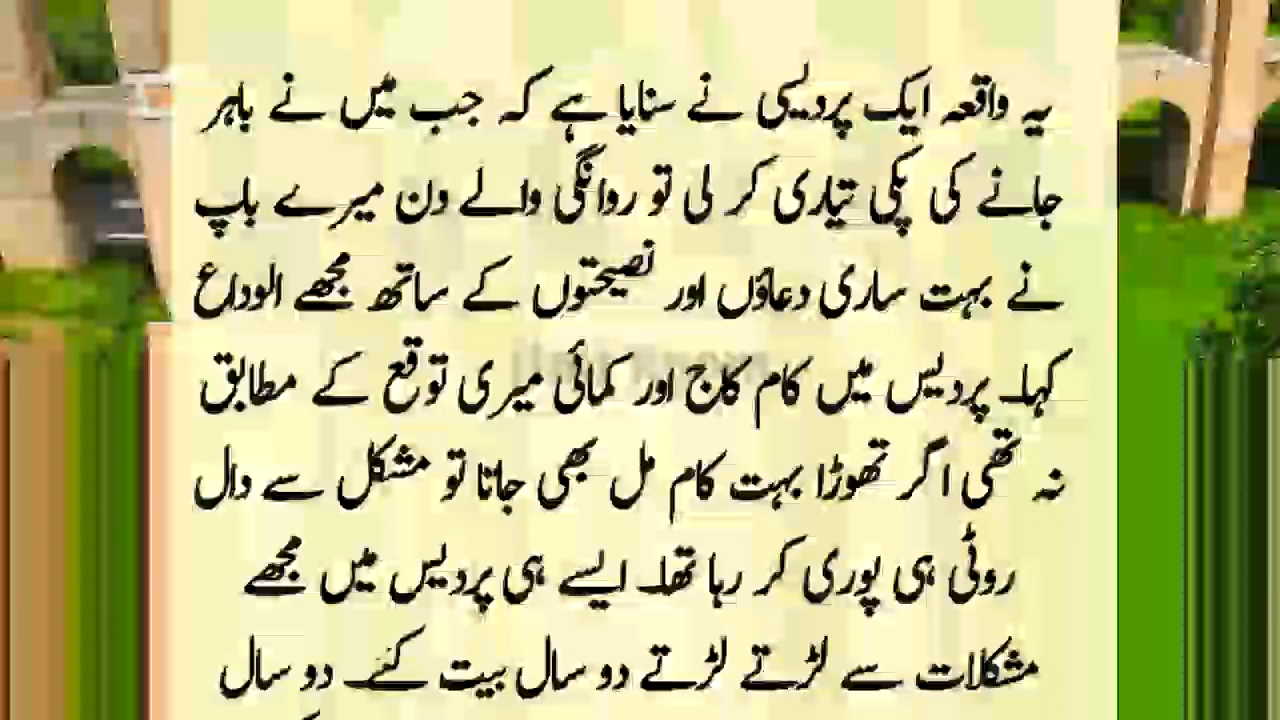 یہ واقعہ ایک پردیسی نے سنایا ہے کہ جب میں نے باہر
جانے کی پکی تیاری کر لی تو روانگی والے دن میرے باپ
نے بہت ساری دعاؤں اور نصیحتوں کے ساتھ مجھے الوداع
کہا۔ پردیس میں کام کاج اور کمائی میری توقع کے مطابق
نہ تھی اگر تھوڑا بہت کام مل بھی جاتا تو مشکل سے دال
روٹی ہی پوری کر رہا تھا۔ ایسے ہی پردیس میں مجھے
مشکلات سے لڑتے لڑتے دو سال بیت گئے۔ دو سال